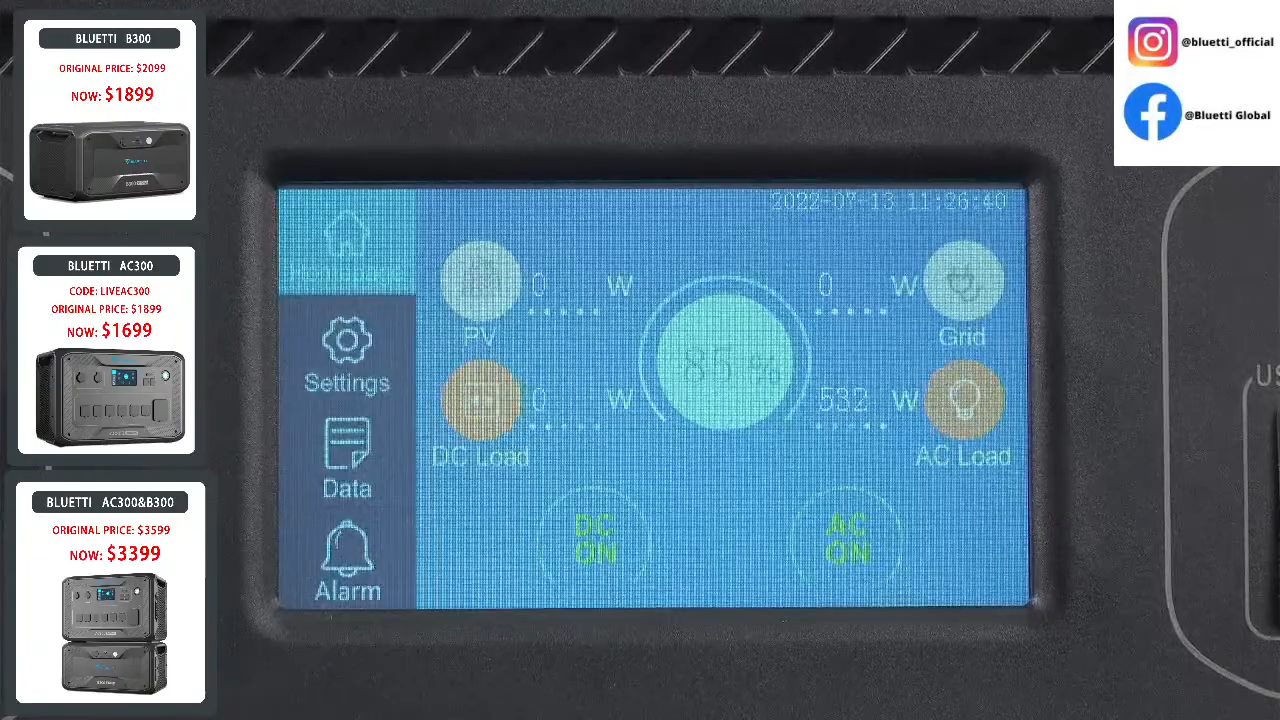 BLUETTI B300
ORIGINAL PRICE: $2099
NOW: $1899
BLUETTI AC300
CODE: LIVEAC300
ORIGINAL PRICE: $1899
NOW: $1699
BLUETTI AC300&B300
ORIGINAL PRICE: $3599
NOW: $3399
@bluetti_official
@Bluetti Global
2022-07-13 11:26:40
Homepage
Settings
Data
Alarm
0 W
PV
0 W
Grid
85%
0 W
DC Load
532 W
AC Load
DC
ON
AC
ON